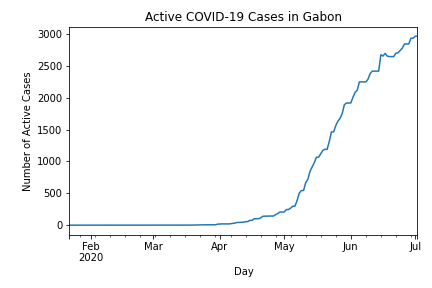 Active COVID-19 Cases in Gabon
Number of Active Cases
3000
2500
2000
1500
1000
500
0
Feb Mar Apr May Jun Jul
2020
Day